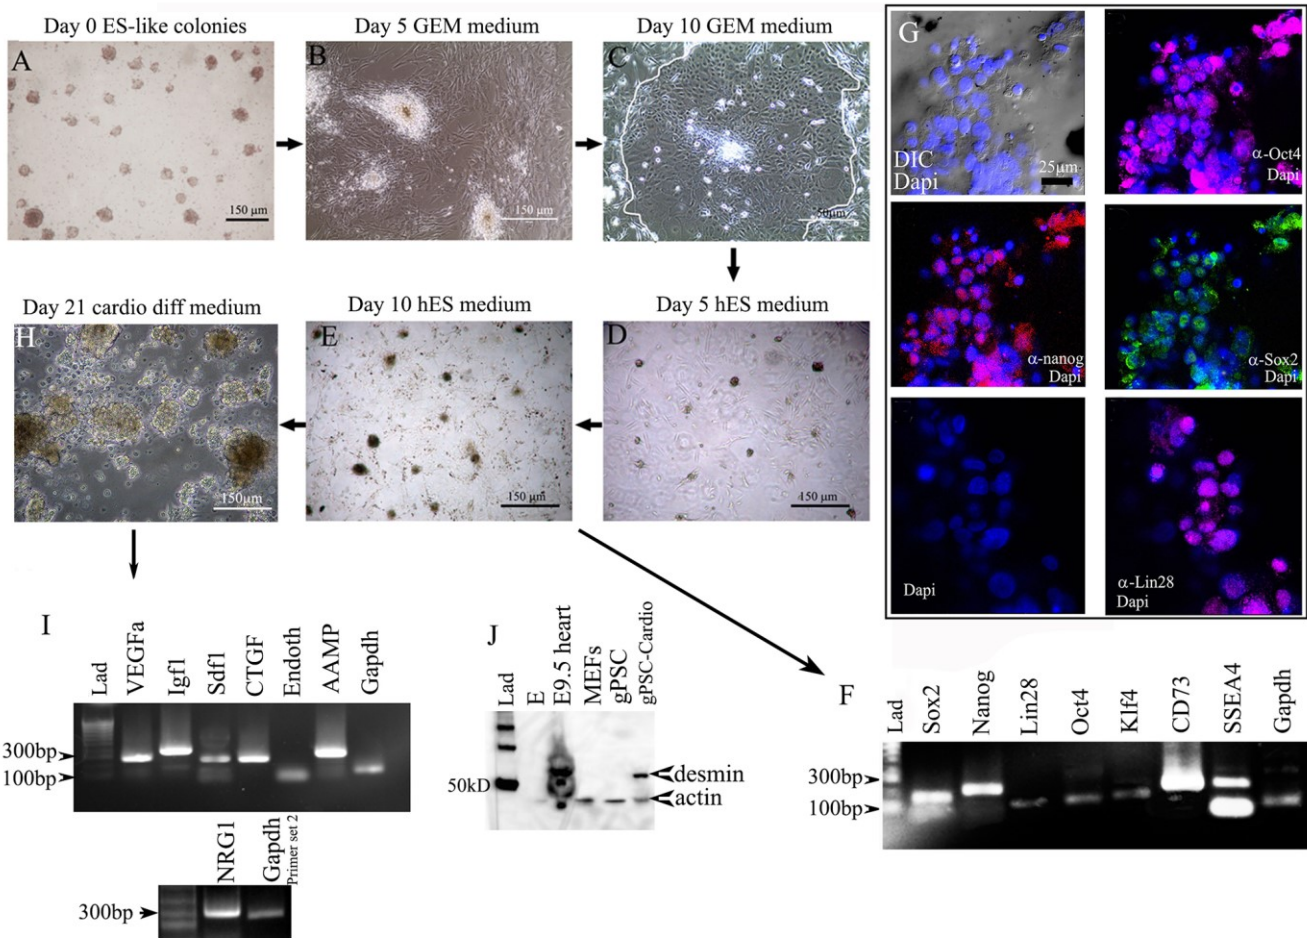 Day 0 ES-like colonies
Day 5 GEM medium
Day 10 GEM medium
A
150 µm
B
150 µm
C
50µm
G
DIC
Dapi
25µm
α-Oct4
Dapi
α-nanog
Dapi
α-Sox2
Dapi
Dapi
α-Lin28
Dapi
Day 21 cardio diff medium
Day 10 hES medium
Day 5 hES medium
H
150µm
E
150 µm
D
150 µm
I
Lad
VEGFa
Igf1
Sdf1
CTGF
Endoth
AAMP
Gapdh
300bp
100bp
NRG1
Gapdh
Primer set 2
300bp
J
Lad
E
E9.5 heart
MEFs
gPSC
gPSC-Cardio
50kD
desmin
actin
F
Lad
Sox2
Nanog
Lin28
Oct4
Klf4
CD73
SSEA4
Gapdh
300bp
100bp